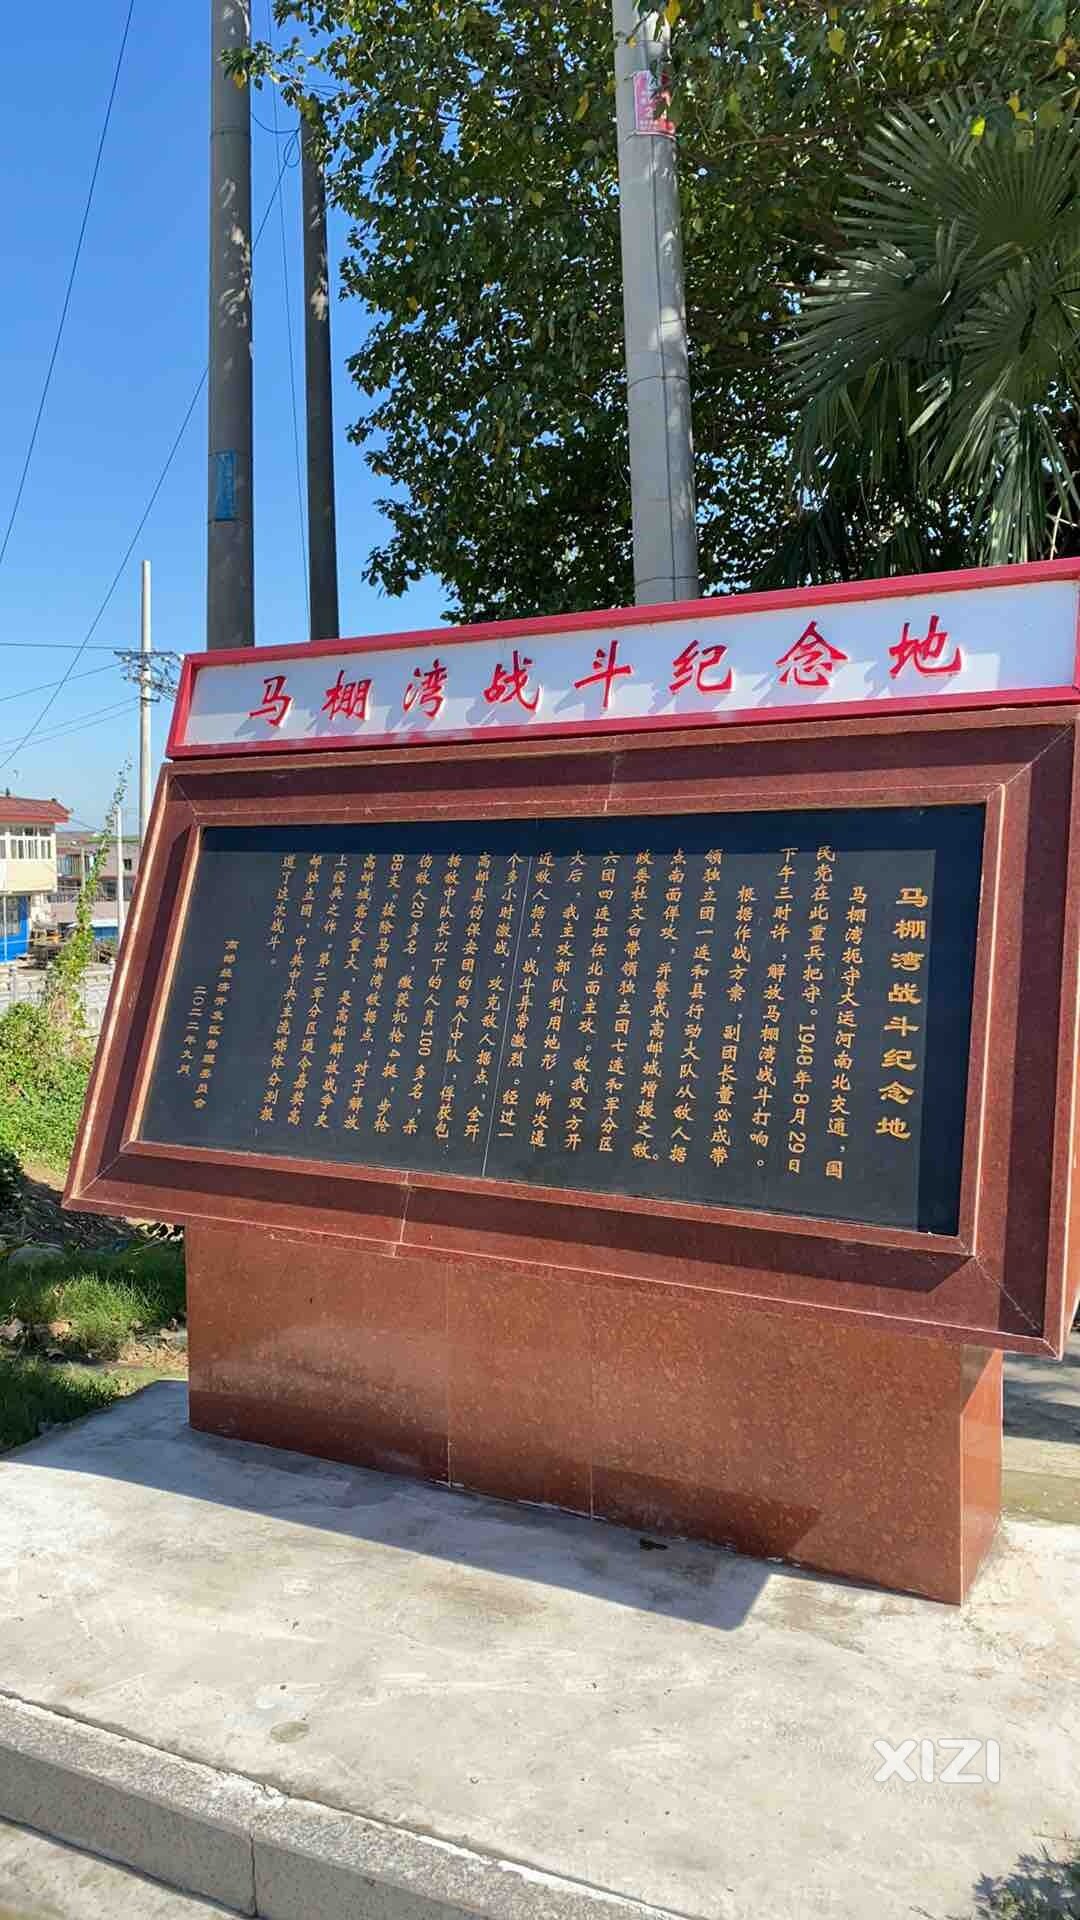 马棚湾战斗纪念地
马棚湾战斗纪念地
马棚湾扼守大运河南北交通，国
民党在此重兵把守。1948年8月29日
下午三时许，解放马棚湾战斗打响。
根据作战方案，副团长董必成带
领独立团一连和县行动大队从敌人据
点南面佯攻。并警戒高邮城增援之敌。
政委杜文白带领独立团七连和军分区
六团四连担任北面主攻。敌我双方开
火后，我主攻部队利用地形，渐次逼
近敌人据点，战斗异常激烈。经过一
个多小时激战，攻克敌人据点，全歼
高邮县伪保安团的两个中队，俘获包
括敌中队长以下的人员100多名，杀
伤敌人20多名，缴获机枪4挺，步枪
88支。拔除马棚湾敌据点，对于解放
高邮城意义重大，是高邮解放战争史
上经典之作。第二军分区通令嘉奖高
邮独立团，中共中央主流媒体分别报
道了这次战斗。
高邮经济开发区管理委员会
二〇二二年九月
XIZI